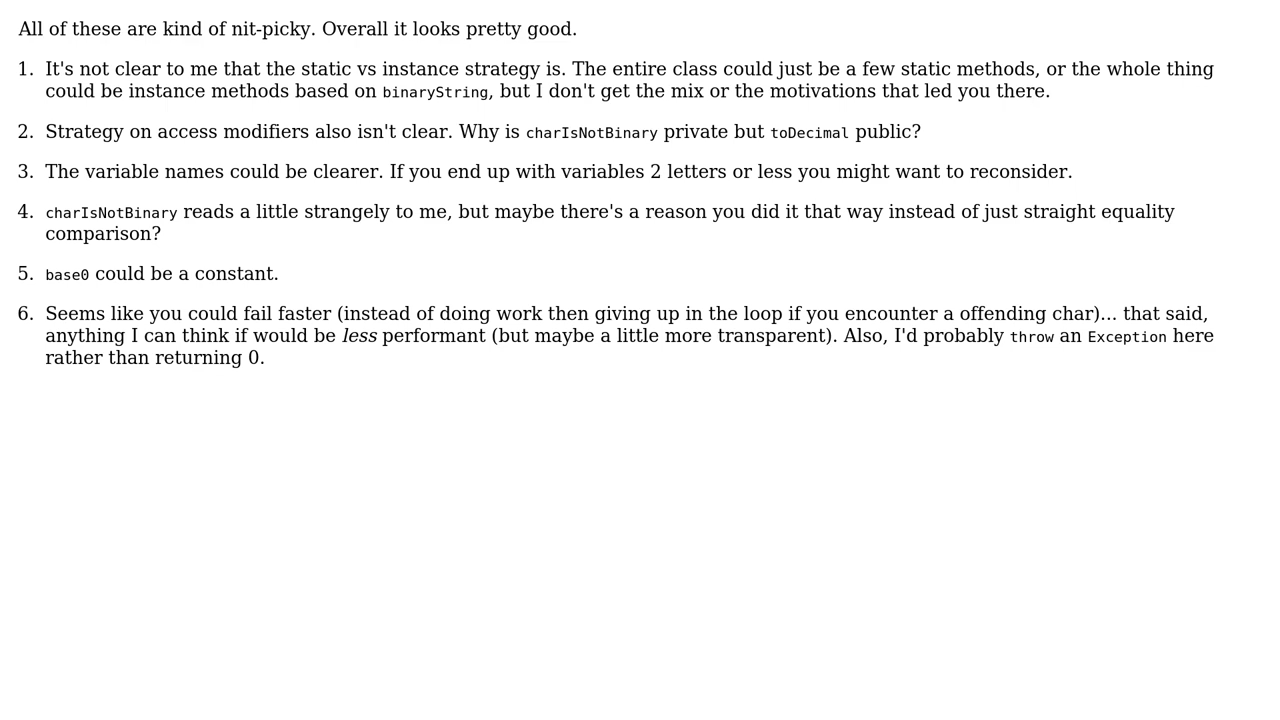 All of these are kind of nit-picky. Overall it looks pretty good.
1. It's not clear to me that the static vs instance strategy is. The entire class could just be a few static methods, or the whole thing
could be instance methods based on binaryString, but I don't get the mix or the motivations that led you there.
2. Strategy on access modifiers also isn't clear. Why is charIsNotBinary private but toDecimal public?
3. The variable names could be clearer. If you end up with variables 2 letters or less you might want to reconsider.
4. charIsNotBinary reads a little strangely to me, but maybe there's a reason you did it that way instead of just straight equality
comparison?
5. base0 could be a constant.
6. Seems like you could fail faster (instead of doing work then giving up in the loop if you encounter a offending char)... that said,
anything I can think if would be less performant (but maybe a little more transparent). Also, I'd probably throw an Exception here
rather than returning 0.